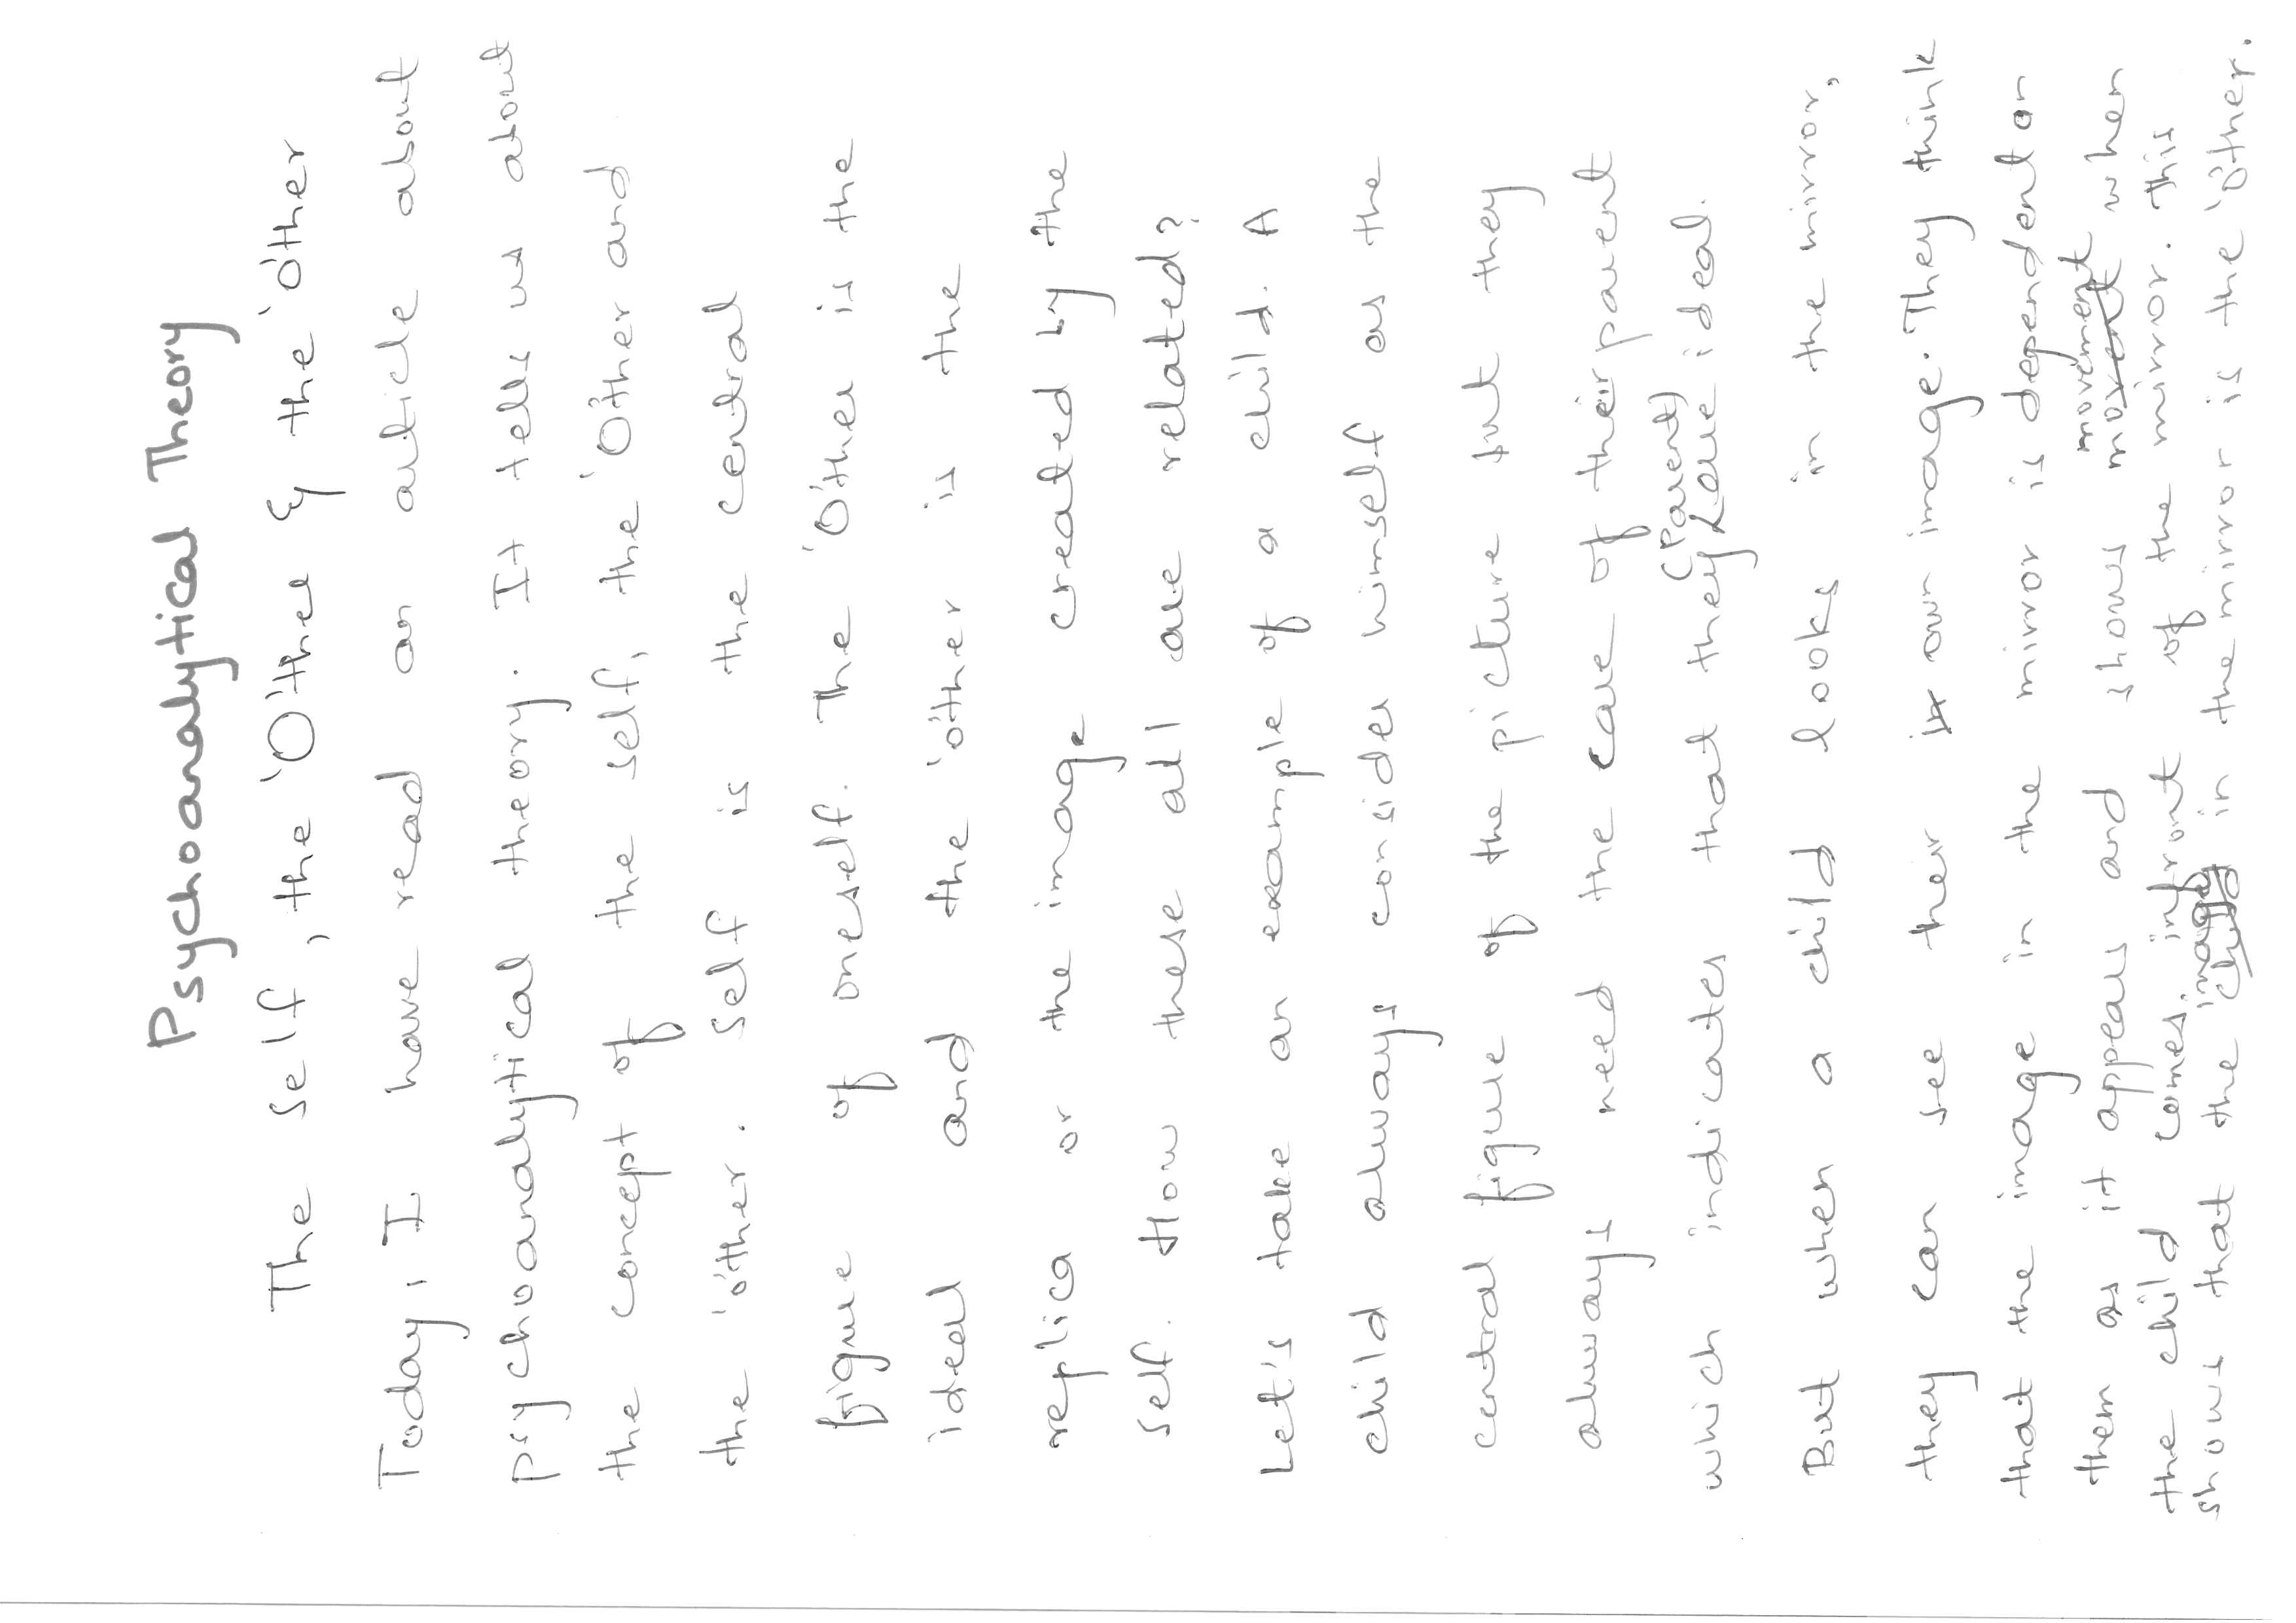 Psychoanalytical Theory
The Self, the 'O'ther & the 'o'ther
Today, I have read an article about
psychoanalytical theory. It tells us about
the concept of the self, the 'O'ther and
the 'o'ther. Self is the central
figure of oneself. The 'O'ther is the
ideal and the 'o'ther is the
replica or the image created by the
self. How these all are related?
Let's take an example of a child. A
child always consider himself as the
central figure of the picture but they
always need the care of their parent
(Parent)
which indicates that they are ideal.
But when a child looks in the mirror,
they can see their in own image. They think
that the image in the mirror is dependent on
movement
them as it appears and shows movent when
the child comes. infront of the mirror. This
image
shows that the child in the mirror is the 'o'ther.